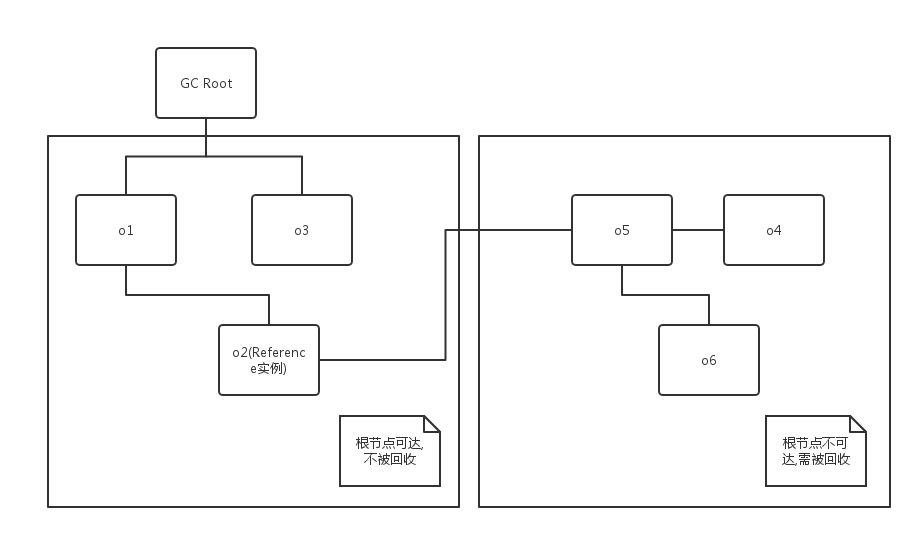 GC Root
o1
o3
o5
o4
o2(Referenc
e实例)
o6
根节点可达,
不被回收
根节点不可
达,需被回收